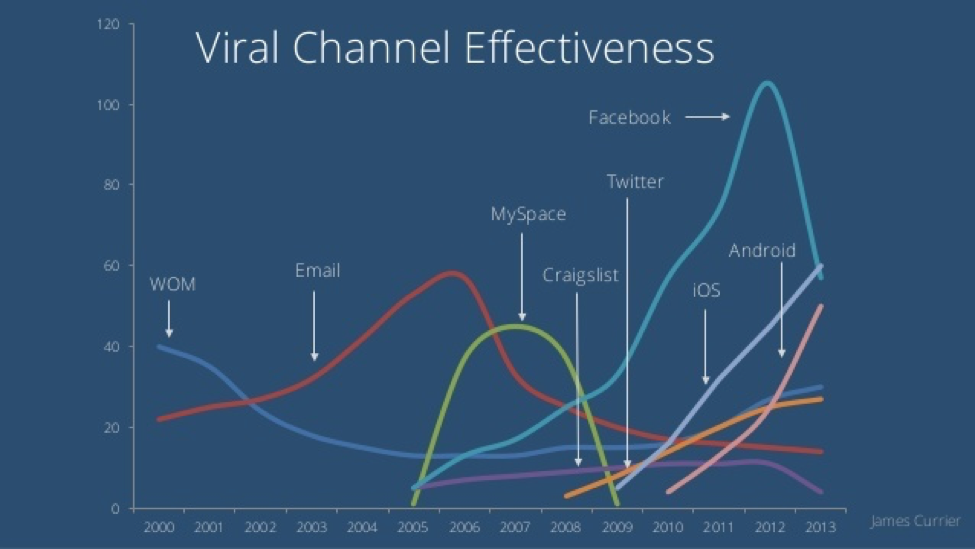 Viral Channel Effectiveness
120
100
80
60
40
20
0
WOM
Email
MySpace
Craigslist
Twitter
Facebook
iOS
Android
2000 2001 2002 2003 2004 2005 2006 2007 2008 2009 2010 2011 2012 2013
James Currier